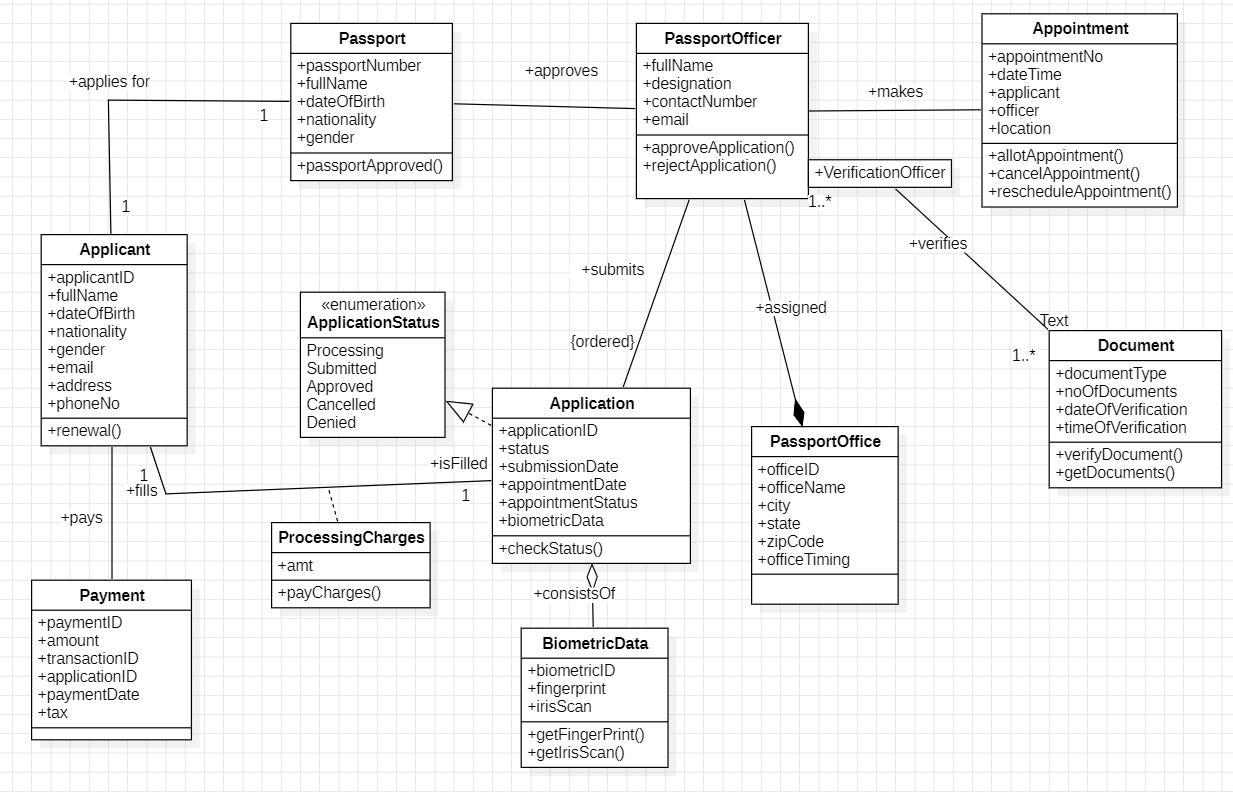 Passport
+passportNumber
+fullName
+dateOfBirth
+nationality
+gender
+passportApproved()
+applies for
1
1
+approves
PassportOfficer
+fullName
+designation
+contactNumber
+email
+approveApplication()
+rejectApplication()
+makes
Appointment
+appointmentNo
+dateTime
+applicant
+officer
+location
+allotAppointment()
+cancelAppointment()
+rescheduleAppointment()
+VerificationOfficer
1..*
+verifies
Text
1..*
Applicant
+applicantID
+fullName
+dateOfBirth
+nationality
+gender
+email
+address
+phoneNo
+renewal()
«enumeration»
ApplicationStatus
Processing
Submitted
Approved
Cancelled
Denied
+submits
{ordered}
+assigned
Document
+documentType
+noOfDocuments
+dateOfVerification
+timeOfVerification
+verifyDocument()
+getDocuments()
Application
+applicationID
+status
+submissionDate
+appointmentDate
+appointmentStatus
+biometricData
+checkStatus()
+isFilled
1
1
+fills
+pays
PassportOffice
+officeID
+officeName
+city
+state
+zipCode
+officeTiming
ProcessingCharges
+amt
+payCharges()
Payment
+paymentID
+amount
+transactionID
+applicationID
+paymentDate
+tax
+consistsOf
BiometricData
+biometricID
+fingerprint
+irisScan
+getFingerPrint()
+getIrisScan()